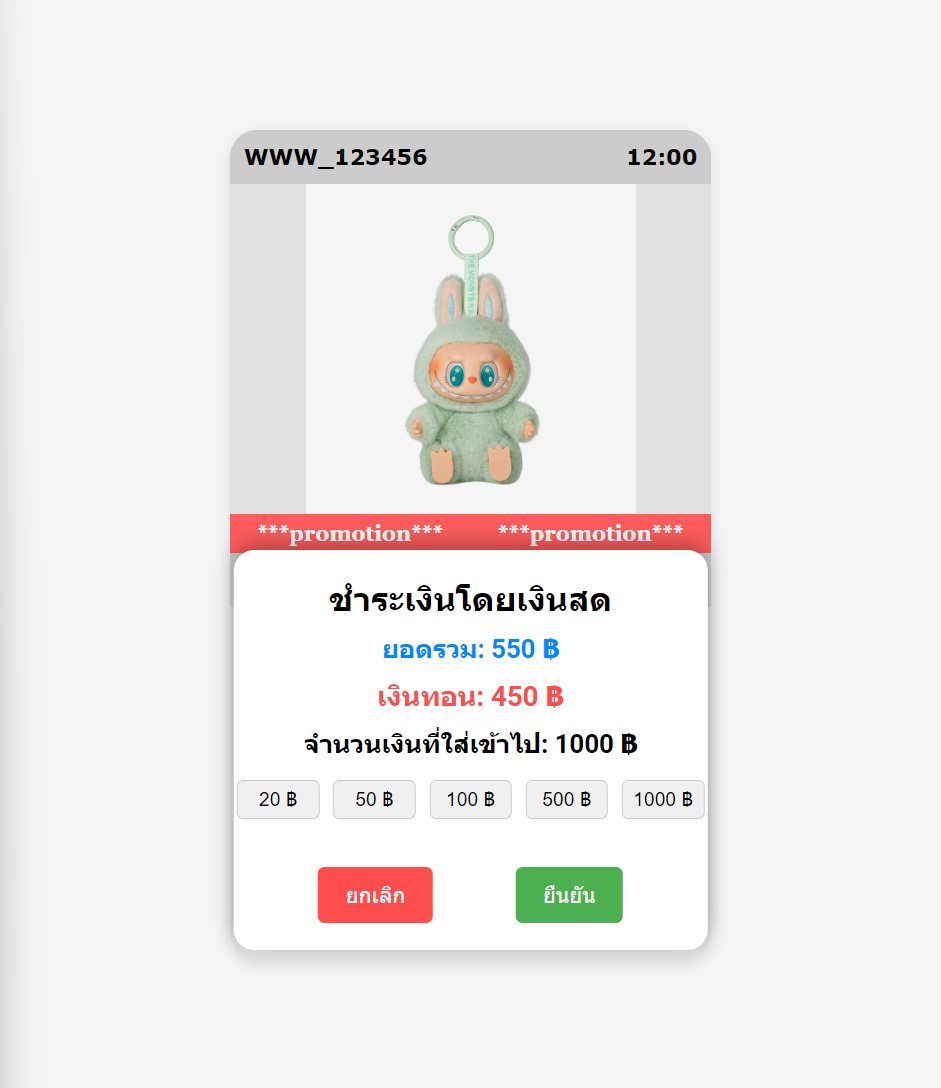 WWW_123456 12:00
THE MONSTERS
***promotion*** ***promotion***
ชำระเงินโดยเงินสด
ยอดรวม: 550 ฿
เงินทอน: 450 ฿
จำนวนเงินที่ใส่เข้าไป: 1000 ฿
20 ฿ 50 ฿ 100 ฿ 500 ฿ 1000 ฿
ยกเลิก ยืนยัน